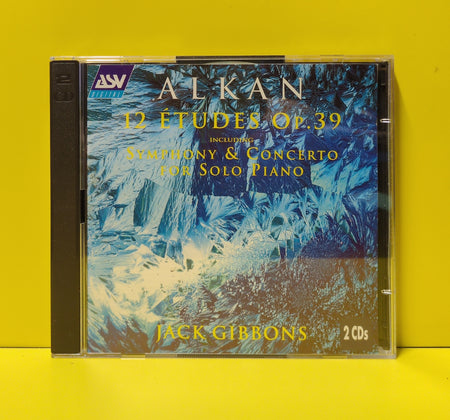 ASV
DIGITAL
ALKAN
12 ÉTUDES OP.39
INCLUDING
SYMPHONY & CONCERTO
FOR SOLO PIANO
JACK GIBBONS
2 CDs